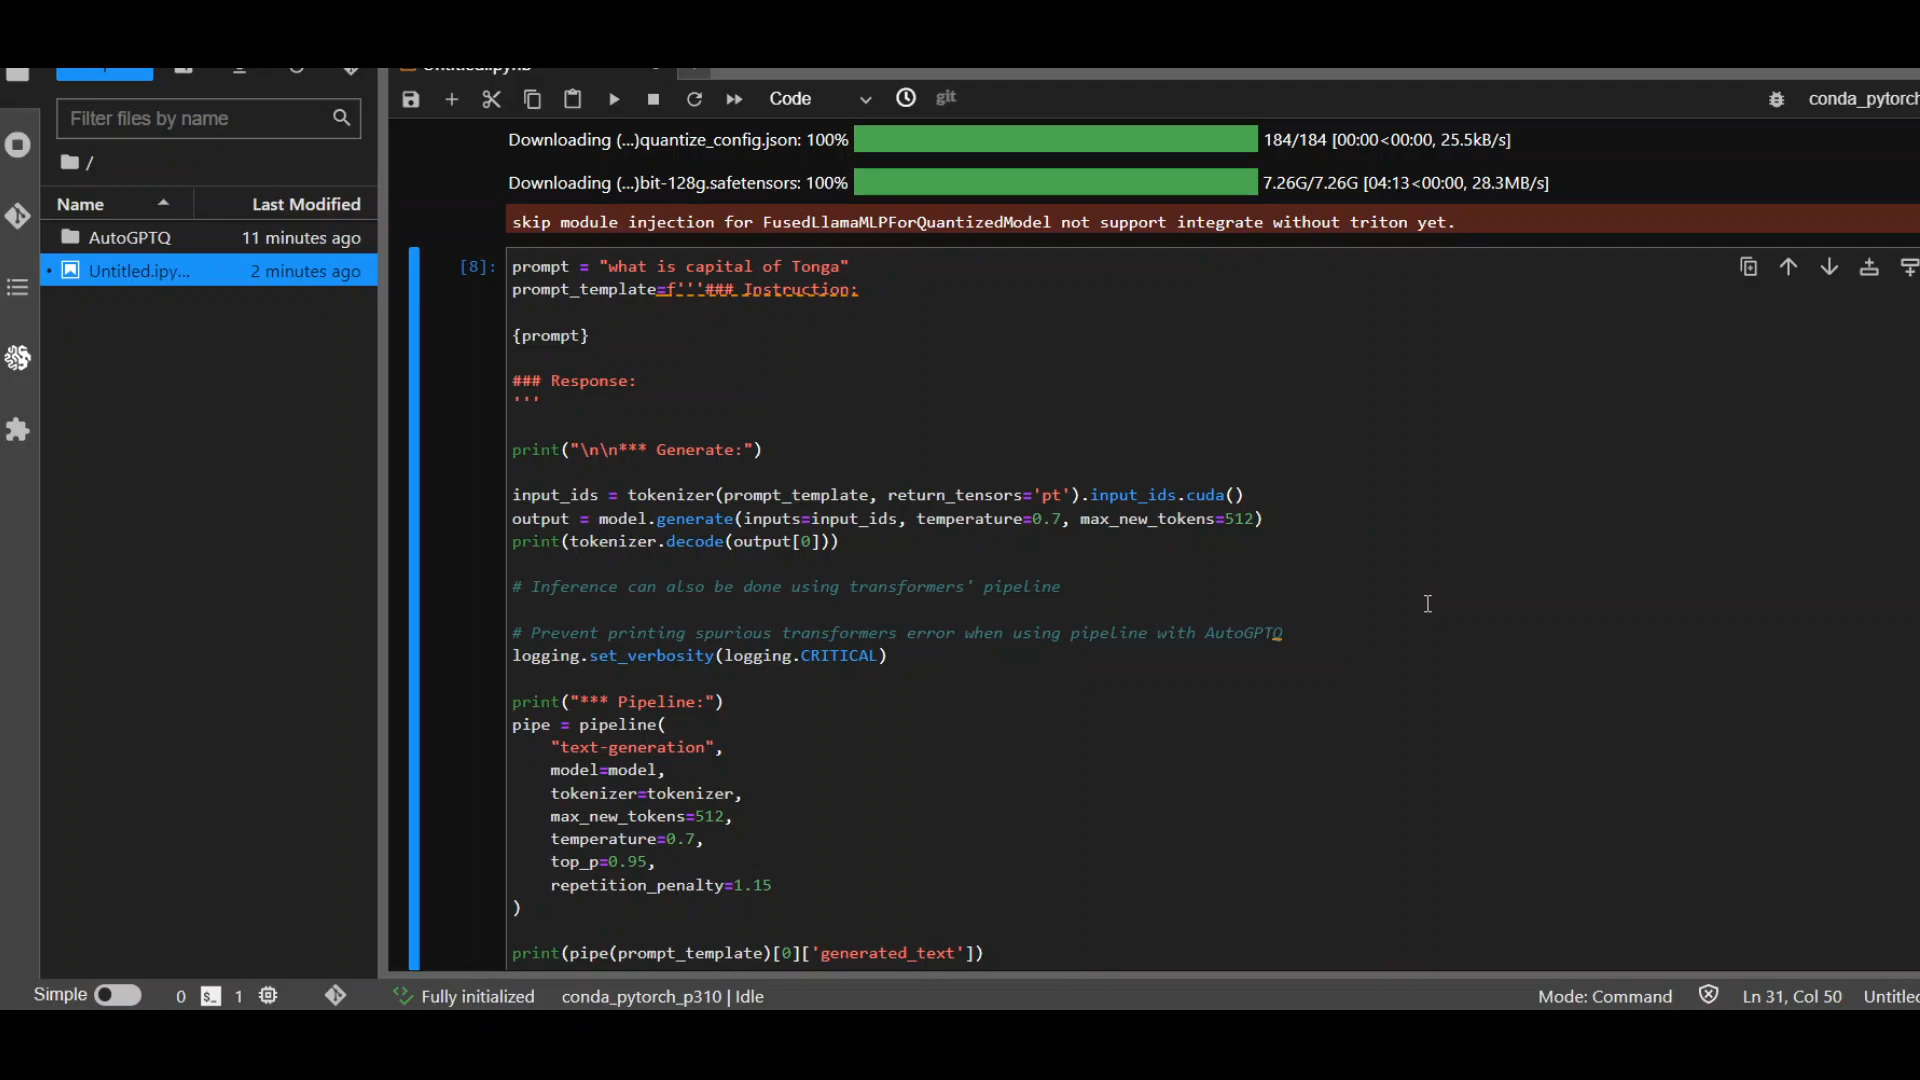 Untitled.ipynb
Filter files by name
Code
git
conda_pytorch
/
Name
Last Modified
AutoGPTQ
11 minutes ago
Untitled.ipy...
2 minutes ago
Downloading (...)quantize_config.json: 100%
184/184 [00:00<00:00, 25.5kB/s]
Downloading (...)bit-128g.safetensors: 100%
7.26G/7.26G [04:13<00:00, 28.3MB/s]
skip module injection for FusedLlamaMLPForQuantizedModel not support integrate without triton yet.
[8]:
prompt = "what is capital of Tonga"
prompt_template=f'''### Instruction:
{prompt}
### Response:
'''
print("\n\n*** Generate:")
input_ids = tokenizer(prompt_template, return_tensors='pt').input_ids.cuda()
output = model.generate(inputs=input_ids, temperature=0.7, max_new_tokens=512)
print(tokenizer.decode(output[0]))
# Inference can also be done using transformers' pipeline
# Prevent printing spurious transformers error when using pipeline with AutoGPTQ
logging.set_verbosity(logging.CRITICAL)
print("*** Pipeline:")
pipe = pipeline(
"text-generation",
model=model,
tokenizer=tokenizer,
max_new_tokens=512,
temperature=0.7,
top_p=0.95,
repetition_penalty=1.15
)
print(pipe(prompt_template)[0]['generated_text'])
Simple
0
1
Fully initialized
conda_pytorch_p310 | Idle
Mode: Command
Ln 31, Col 50
Untitled